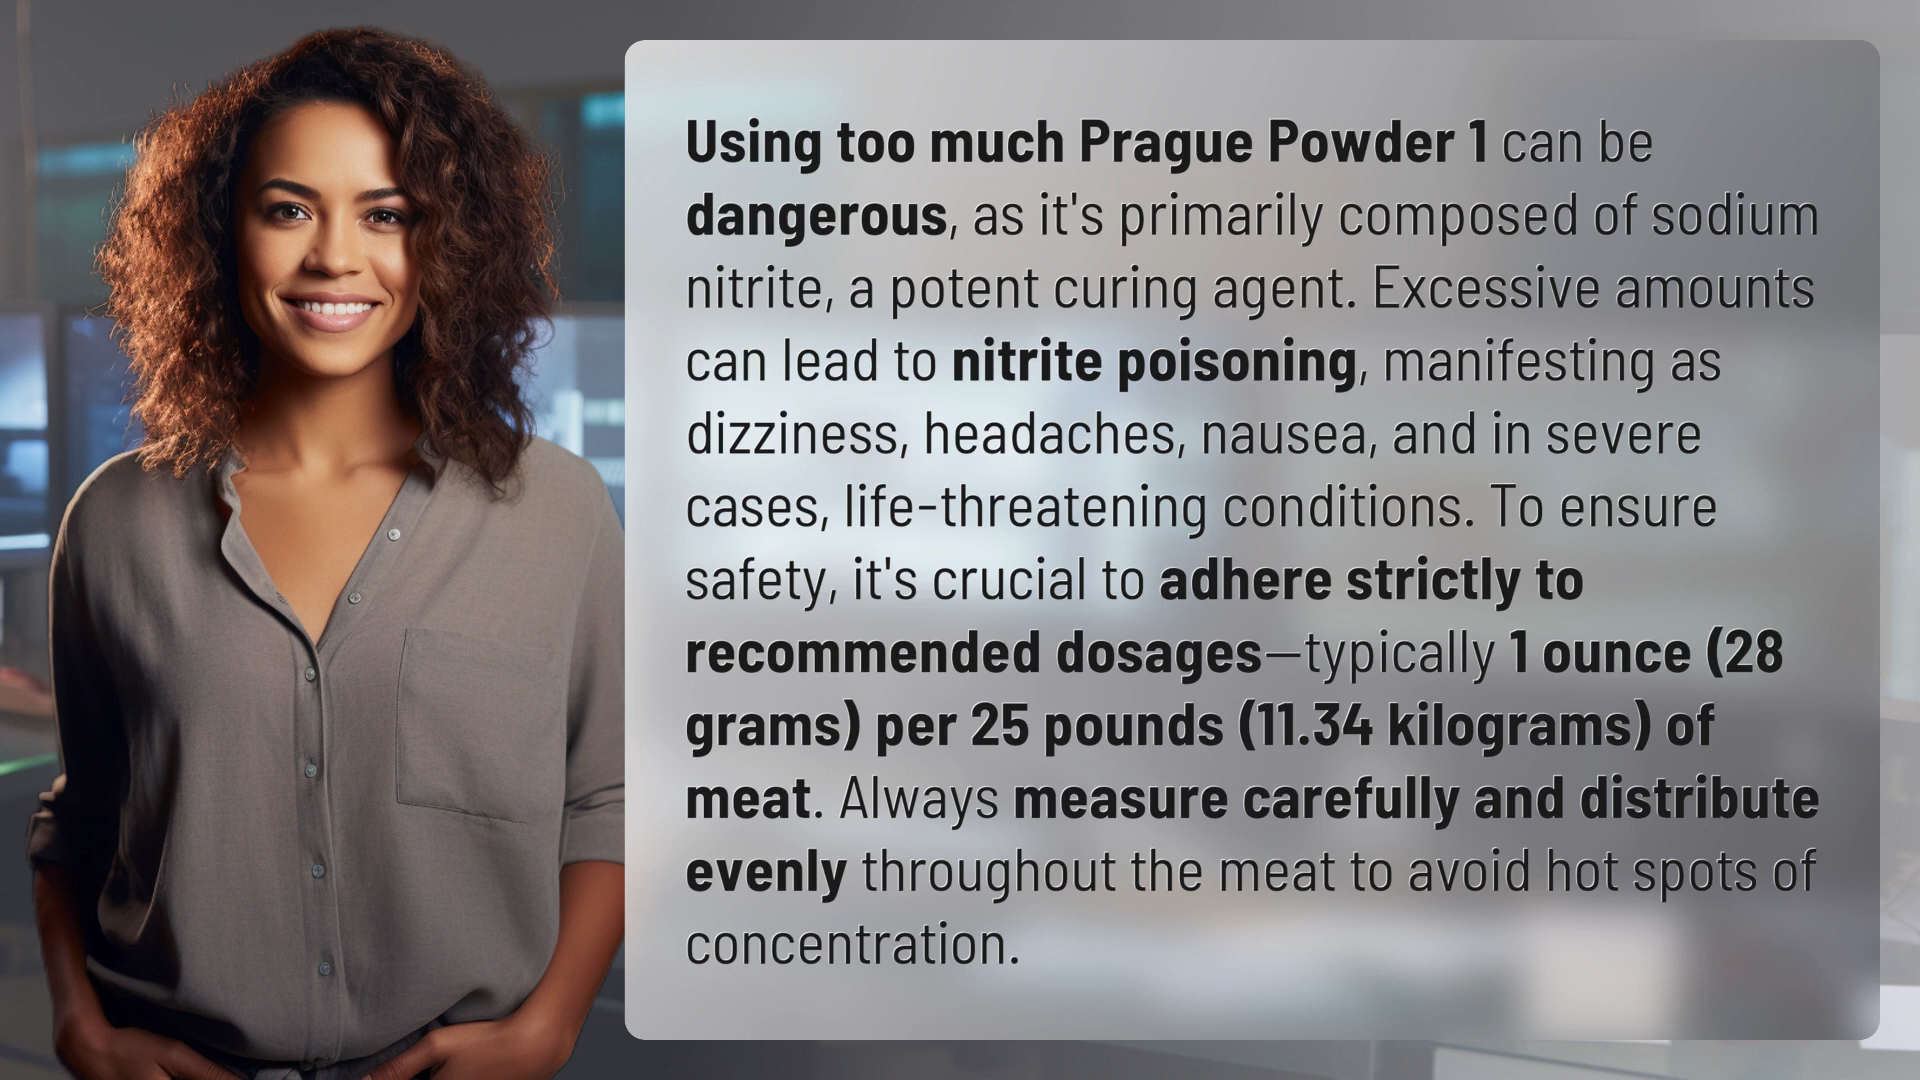 Using too much Prague Powder 1 can be
dangerous, as it's primarily composed of sodium
nitrite, a potent curing agent. Excessive amounts
can lead to nitrite poisoning, manifesting as
dizziness, headaches, nausea, and in severe
cases, life-threatening conditions. To ensure
safety, it's crucial to adhere strictly to
recommended dosages—typically 1 ounce (28
grams) per 25 pounds (11.34 kilograms) of
meat. Always measure carefully and distribute
evenly throughout the meat to avoid hot spots of
concentration.